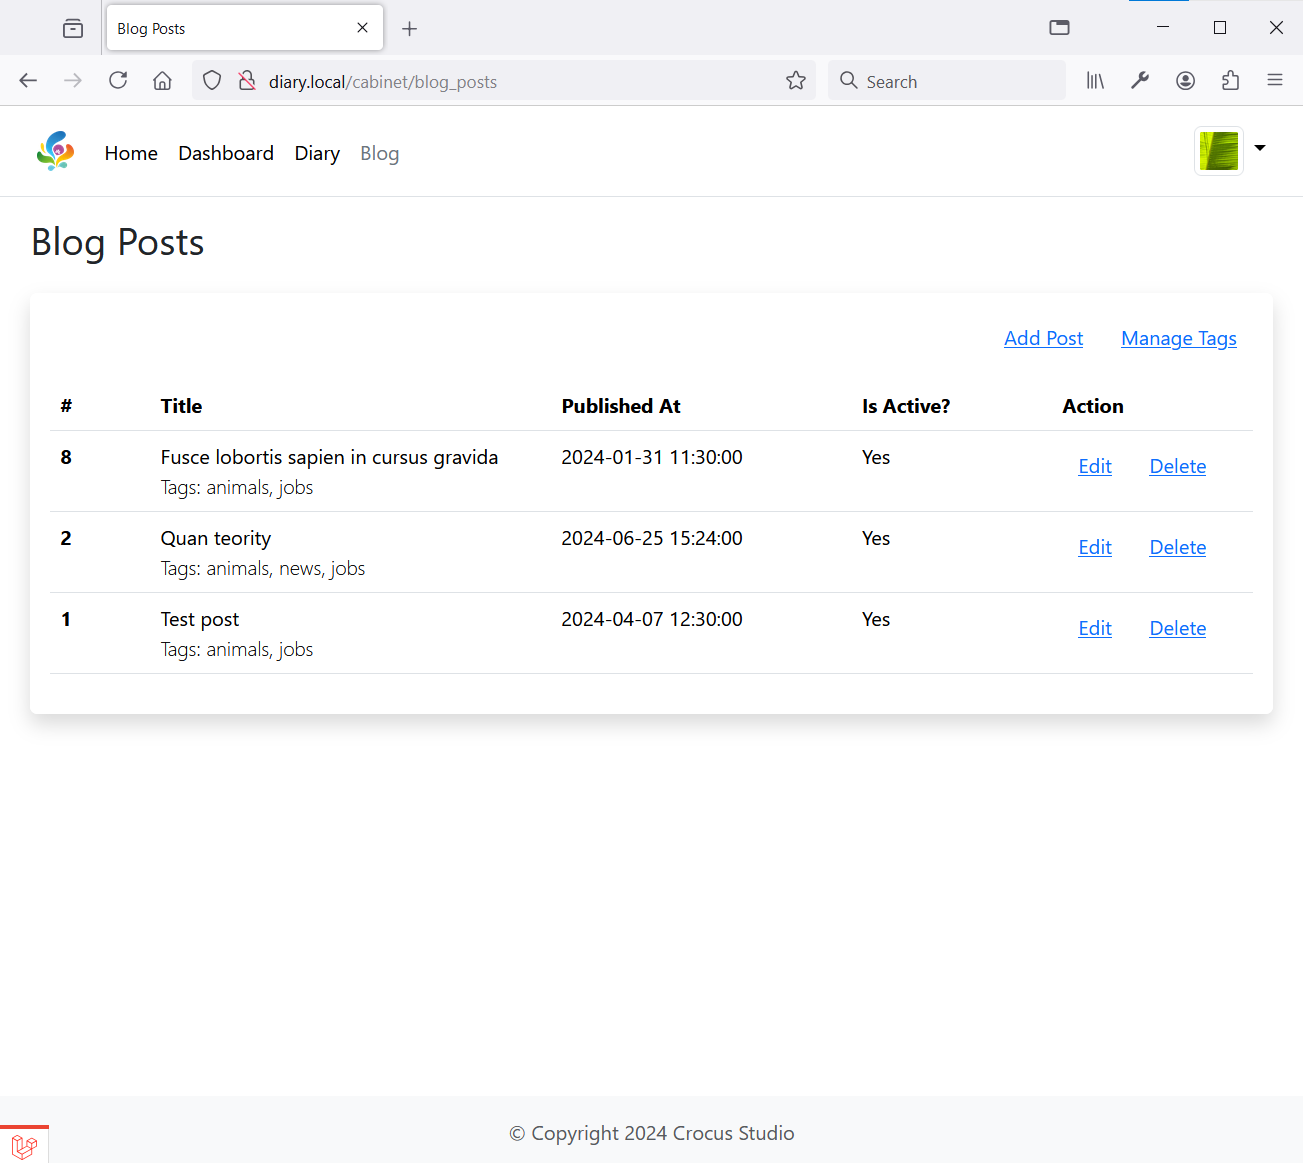 Blog Posts
diary.local/cabinet/blog_posts
Search
Home Dashboard Diary Blog
Blog Posts
Add Post Manage Tags
# Title Published At Is Active? Action
8 Fusce lobortis sapien in cursus gravida 2024-01-31 11:30:00 Yes Edit Delete
Tags: animals, jobs
2 Quan teority 2024-06-25 15:24:00 Yes Edit Delete
Tags: animals, news, jobs
1 Test post 2024-04-07 12:30:00 Yes Edit Delete
Tags: animals, jobs
© Copyright 2024 Crocus Studio